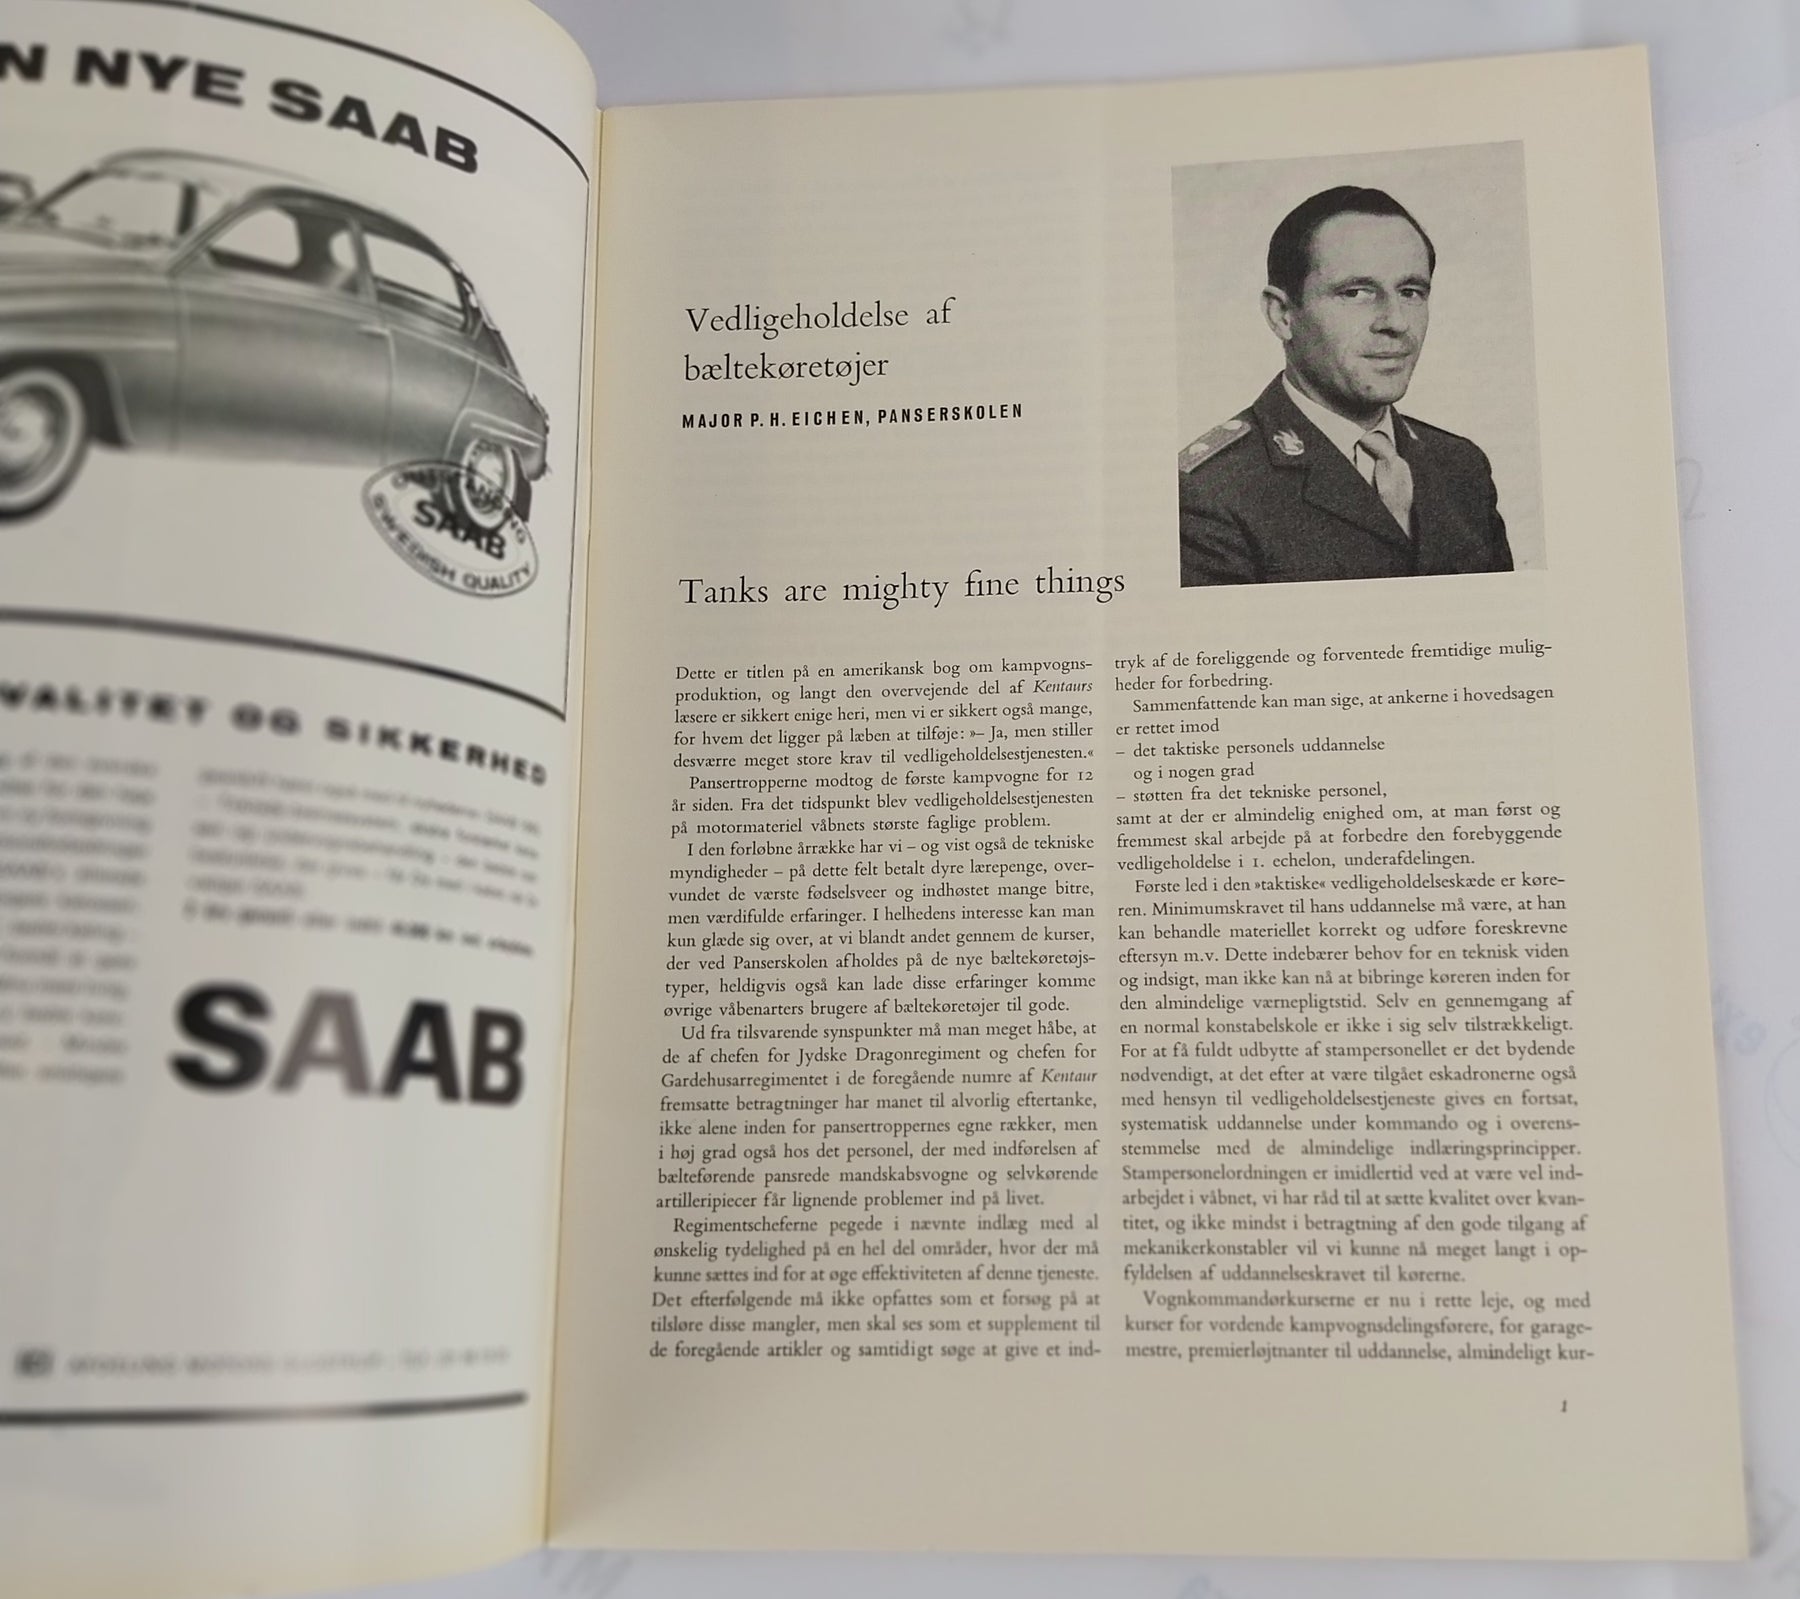 N NYE SAAB
OUTSTANDING
SAAB
SWEDISH QUALITY
VALITET OG SIKKERHED
SAAB
Vedligeholdelse af
bæltekøretøjer
MAJOR P. H. EICHEN, PANSERSKOLEN
Tanks are mighty fine things
Dette er titlen på en amerikansk bog om kampvogns-
produktion, og langt den overvejende del af Kentaurs
læsere er sikkert enige heri, men vi er sikkert også mange,
for hvem det ligger på læben at tilføje: »– Ja, men stiller
desværre meget store krav til vedligeholdelsestjenesten.«
Pansertropperne modtog de første kampvogne for 12
år siden. Fra det tidspunkt blev vedligeholdelsestjenesten
på motormateriel våbnets største faglige problem.
I den forløbne årrække har vi – og vist også de tekniske
myndigheder – på dette felt betalt dyre lærepenge, over-
vundet de værste fødselsveer og indhøstet mange bitre,
men værdifulde erfaringer. I helhedens interesse kan man
kun glæde sig over, at vi blandt andet gennem de kurser,
der ved Panserskolen afholdes på de nye bæltekøretøjs-
typer, heldigvis også kan lade disse erfaringer komme
øvrige våbenarters brugere af bæltekøretøjer til gode.
Ud fra tilsvarende synspunkter må man meget håbe, at
de af chefen for Jydske Dragonregiment og chefen for
Gardehusarregimentet i de foregående numre af Kentaur
fremsatte betragtninger har manet til alvorlig eftertanke,
ikke alene inden for pansertroppernes egne rækker, men
i høj grad også hos det personel, der med indførelsen af
bælteførende pansrede mandskabsvogne og selvkørende
artilleripiecer får lignende problemer ind på livet.
Regimentscheferne pegede i nævnte indlæg med al
ønskelig tydelighed på en hel del områder, hvor der må
kunne sættes ind for at øge effektiviteten af denne tjeneste.
Det efterfølgende må ikke opfattes som et forsøg på at
tilsløre disse mangler, men skal ses som et supplement til
de foregående artikler og samtidigt søge at give et ind-
tryk af de foreliggende og forventede fremtidige mulig-
heder for forbedring.
Sammenfattende kan man sige, at ankerne i hovedsagen
er rettet imod
– det taktiske personels uddannelse
og i nogen grad
– støtten fra det tekniske personel,
samt at der er almindelig enighed om, at man først og
fremmest skal arbejde på at forbedre den forebyggende
vedligeholdelse i 1. echelon, underafdelingen.
Første led i den »taktiske« vedligeholdelseskæde er køre-
ren. Minimumskravet til hans uddannelse må være, at han
kan behandle materiellet korrekt og udføre foreskrevne
eftersyn m.v. Dette indebærer behov for en teknisk viden
og indsigt, man ikke kan nå at bibringe køreren inden for
den almindelige værnepligtstid. Selv en gennemgang af
en normal konstabelskole er ikke i sig selv tilstrækkeligt.
For at få fuldt udbytte af stampersonellet er det bydende
nødvendigt, at det efter at være tilgået eskadronerne også
med hensyn til vedligeholdelsestjeneste gives en fortsat,
systematisk uddannelse under kommando og i overens-
stemmelse med de almindelige indlæringsprincipper.
Stampersonelordningen er imidlertid ved at være vel ind-
arbejdet i våbnet, vi har råd til at sætte kvalitet over kvan-
titet, og ikke mindst i betragtning af den gode tilgang af
mekanikerkonstabler vil vi kunne nå meget langt i op-
fyldelsen af uddannelseskravet til kørerne.
Vognkommandørkurserne er nu i rette leje, og med
kurser for vordende kampvognsdelingsførere, for garage-
mestre, premierløjtnanter til uddannelse, almindeligt kur-
1